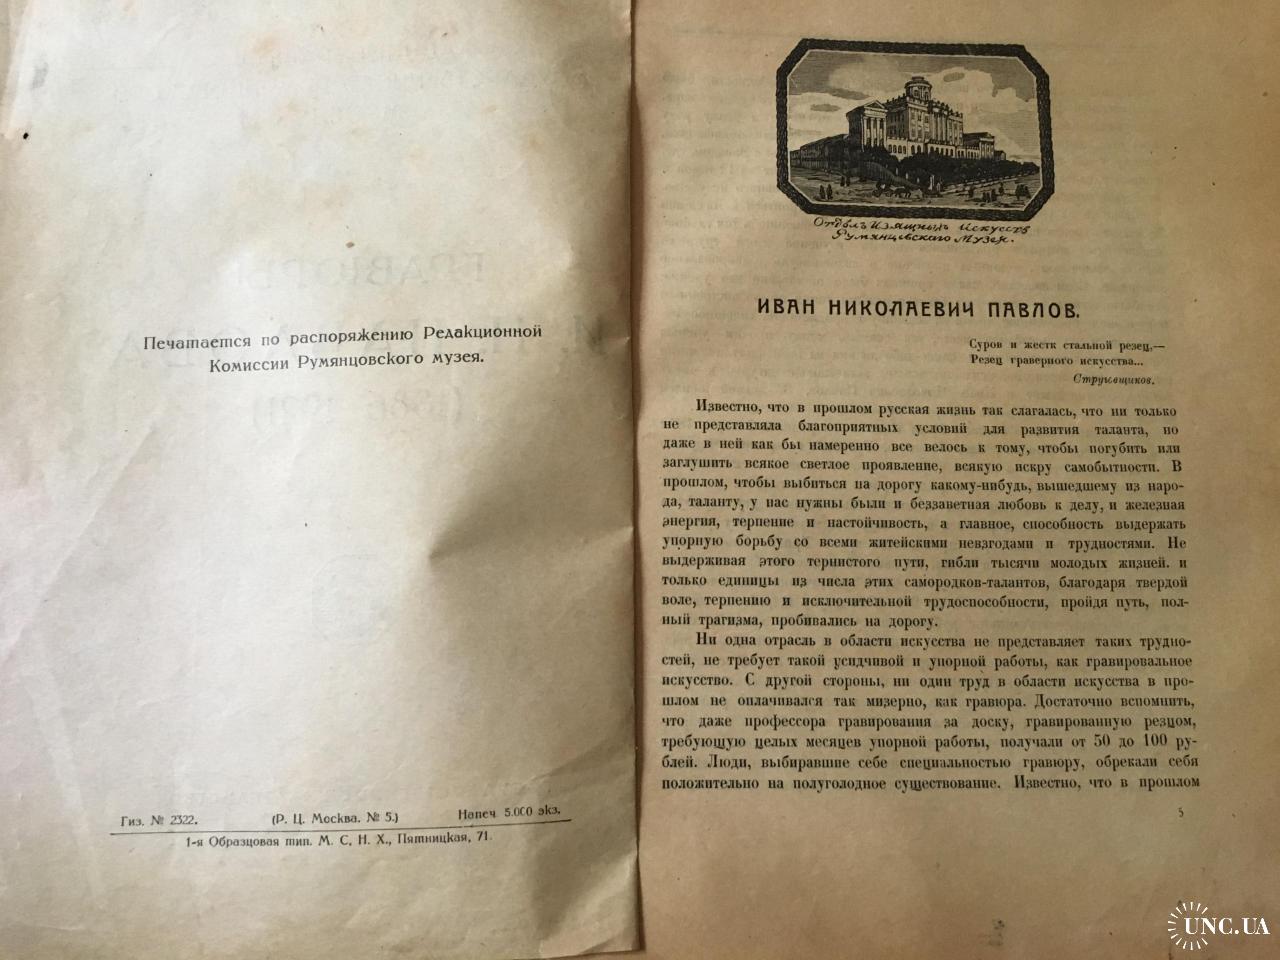 Печатается по распоряжению Редакционной
Комиссии Румянцовского музея.
Гиз. № 2322. (Р. Ц. Москва. № 5.) Напеч. 5.000 экз.
1-я Образцовая тип. М. С. Н. Х., Пятницкая, 71.
Отдѣлъ Изящныхъ Искусствъ
Румянцевскаго Музея.
ИВАН НИКОЛАЕВИЧ ПАВЛОВ.
Суров и жестк стальной резец,—
Резец граверного искусства...
Струговщиков.
Известно, что в прошлом русская жизнь так слагалась, что ни только
не представляла благоприятных условий для развития таланта, но
даже в ней как бы намеренно все велось к тому, чтобы погубить или
заглушить всякое светлое проявление, всякую искру самобытности. В
прошлом, чтобы выбиться на дорогу какому-нибудь, вышедшему из наро-
да, таланту, у нас нужны были и беззаветная любовь к делу, и железная
энергия, терпение и настойчивость, а главное, способность выдержать
упорную борьбу со всеми житейскими невзгодами и трудностями. Не
выдерживая этого тернистого пути, гибли тысячи молодых жизней. и
только единицы из числа этих самородков-талантов, благодаря твердой
воле, терпению и исключительной трудоспособности, пройдя путь, пол-
ный трагизма, пробивались на дорогу.
Ни одна отрасль в области искусства не представляет таких трудно-
стей, не требует такой усидчивой и упорной работы, как гравировальное
искусство. С другой стороны, ни один труд в области искусства в про-
шлом не оплачивался так мизерно, как гравюра. Достаточно вспомнить,
что даже профессора гравирования за доску, гравированную резцом,
требующую целых месяцев упорной работы, получали от 50 до 100 ру-
блей. Люди, выбиравшие себе специальностью гравюру, обрекали себя
положительно на полуголодное существование. Известно, что в прошлом
5
UNC.UA